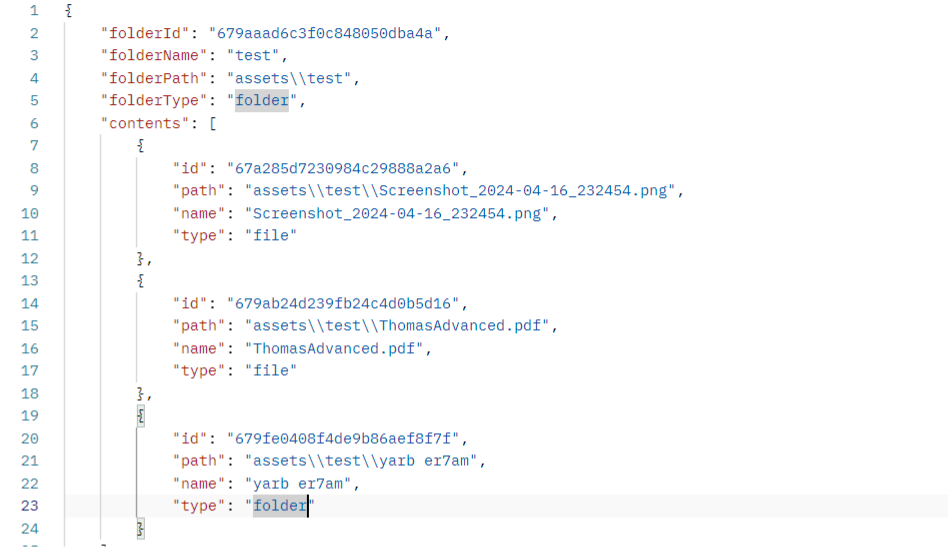 1 {
2 "folderId": "679aaad6c3f0c848050dba4a",
3 "folderName": "test",
4 "folderPath": "assets\\test",
5 "folderType": "folder",
6 "contents": [
7 {
8 "id": "67a285d7230984c29888a2a6",
9 "path": "assets\\test\\Screenshot_2024-04-16_232454.png",
10 "name": "Screenshot_2024-04-16_232454.png",
11 "type": "file"
12 },
13 {
14 "id": "679ab24d239fb24c4d0b5d16",
15 "path": "assets\\test\\ThomasAdvanced.pdf",
16 "name": "ThomasAdvanced.pdf",
17 "type": "file"
18 },
19 {
20 "id": "679fe0408f4de9b86aef8f7f",
21 "path": "assets\\test\\yarb er7am",
22 "name": "yarb er7am",
23 "type": "folder"
24 }